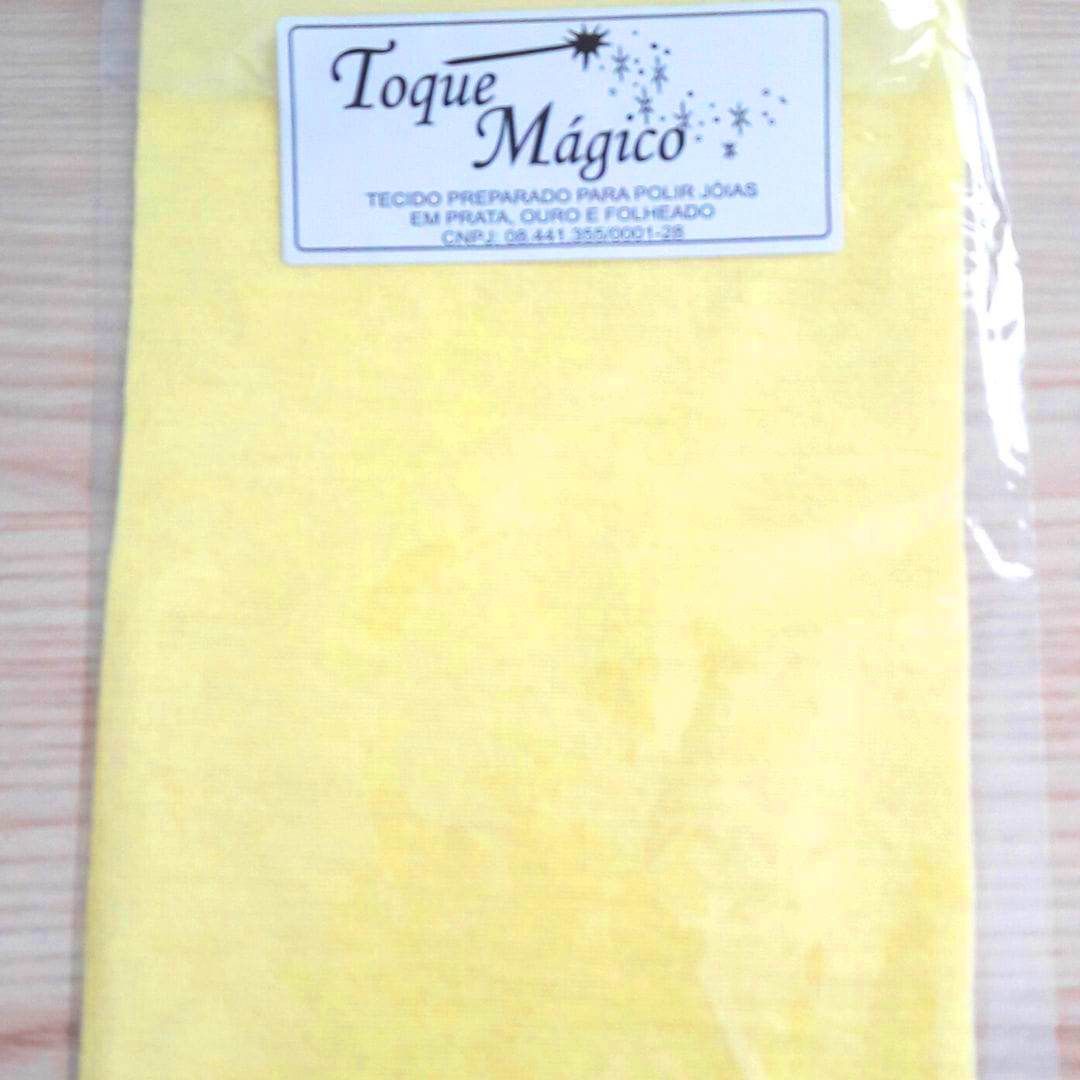 Toque
Mágico
TECIDO PREPARADO PARA POLIR JÓIAS
EM PRATA, OURO E FOLHEADO
CNPJ: 08.441.355/0001-28